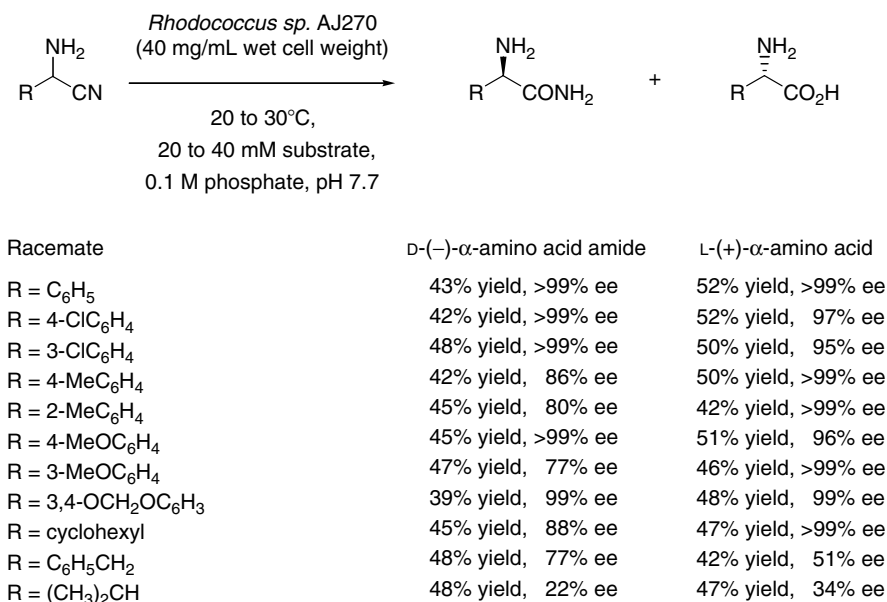 Rhodococcus sp. AJ270
(40 mg/mL wet cell weight)
20 to 30°C,
20 to 40 mM substrate,
0.1 M phosphate, pH 7.7
NH₂
R
CN
NH₂
R
CONH₂
+
NH₂
R
CO₂H
Racemate D-(−)-α-amino acid amide L-(+)-α-amino acid
R = C₆H₅ 43% yield, >99% ee 52% yield, >99% ee
R = 4-ClC₆H₄ 42% yield, >99% ee 52% yield, 97% ee
R = 3-ClC₆H₄ 48% yield, >99% ee 50% yield, 95% ee
R = 4-MeC₆H₄ 42% yield, 86% ee 50% yield, >99% ee
R = 2-MeC₆H₄ 45% yield, 80% ee 42% yield, >99% ee
R = 4-MeOC₆H₄ 45% yield, >99% ee 51% yield, 96% ee
R = 3-MeOC₆H₄ 47% yield, 77% ee 46% yield, >99% ee
R = 3,4-OCH₂OC₆H₃ 39% yield, 99% ee 48% yield, 99% ee
R = cyclohexyl 45% yield, 88% ee 47% yield, >99% ee
R = C₆H₅CH₂ 48% yield, 77% ee 42% yield, 51% ee
R = (CH₃)₂CH 48% yield, 22% ee 47% yield, 34% ee